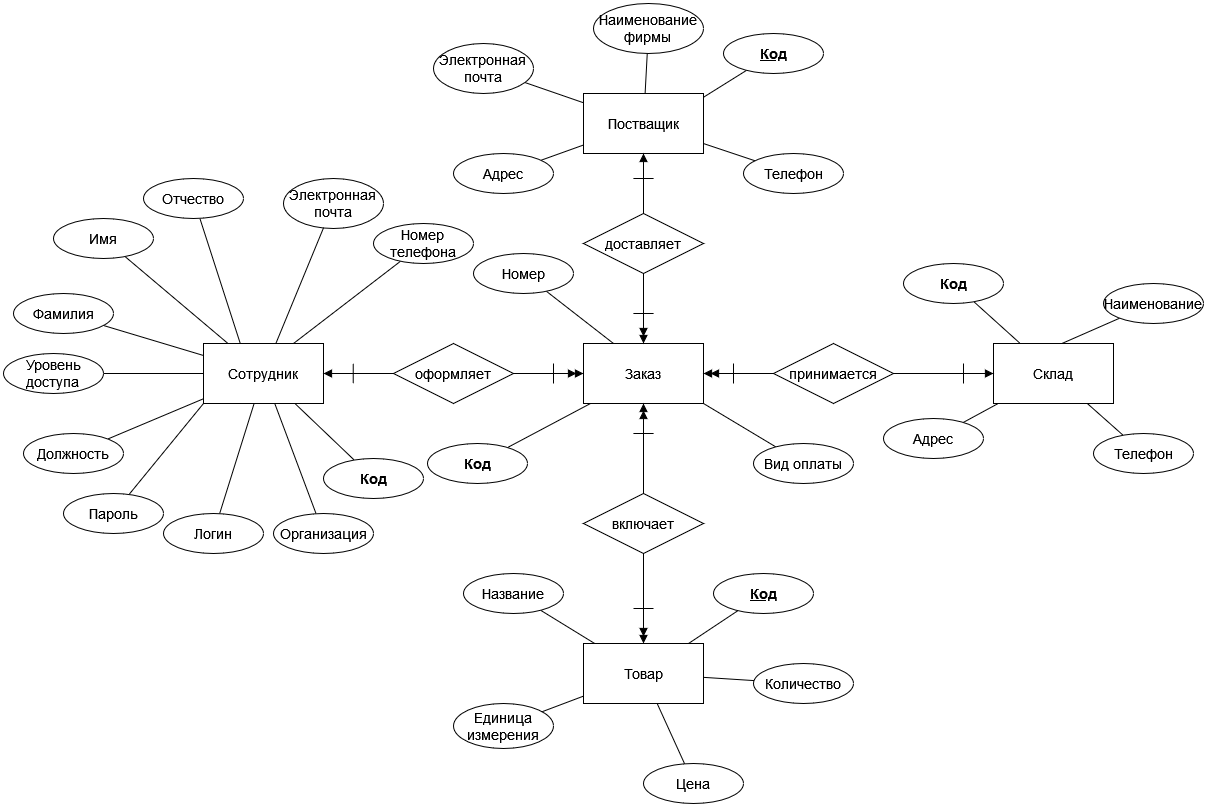 Наименование
фирмы
Код
Электронная
почта
Поставщик
Адрес
Телефон
Отчество
Электронная
почта
Имя
Номер
телефона
доставляет
Номер
Код
Наименование
Фамилия
Уровень
доступа
Сотрудник
оформляет
Заказ
принимается
Склад
Должность
Код
Код
Вид оплаты
Адрес
Телефон
Пароль
Логин
Организация
включает
Название
Код
Товар
Количество
Единица
измерения
Цена